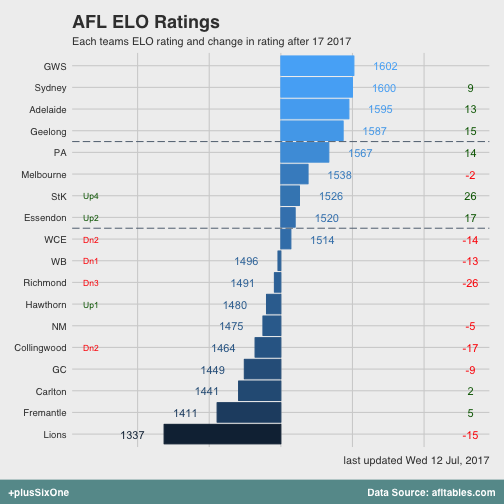 AFL ELO Ratings
Each teams ELO rating and change in rating after 17 2017
GWS 1602
Sydney 1600 9
Adelaide 1595 13
Geelong 1587 15
PA 1567 14
Melbourne 1538 -2
StK Up4 1526 26
Essendon Up2 1520 17
WCE Dn2 1514 -14
WB Dn1 1496 -13
Richmond Dn3 1491 -26
Hawthorn Up1 1480
NM 1475 -5
Collingwood Dn2 1464 -17
GC 1449 -9
Carlton 1441 2
Fremantle 1411 5
Lions 1337 -15
last updated Wed 12 Jul, 2017
+plusSixOne Data Source: afltables.com